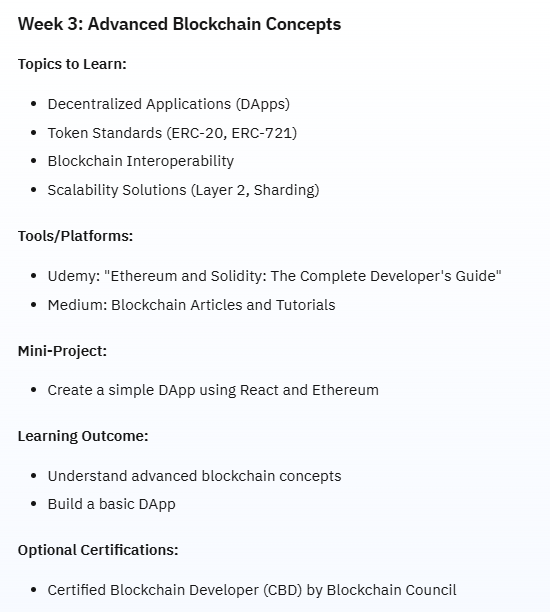 Week 3: Advanced Blockchain Concepts
Topics to Learn:
• Decentralized Applications (DApps)
• Token Standards (ERC-20, ERC-721)
• Blockchain Interoperability
• Scalability Solutions (Layer 2, Sharding)
Tools/Platforms:
• Udemy: "Ethereum and Solidity: The Complete Developer's Guide"
• Medium: Blockchain Articles and Tutorials
Mini-Project:
• Create a simple DApp using React and Ethereum
Learning Outcome:
• Understand advanced blockchain concepts
• Build a basic DApp
Optional Certifications:
• Certified Blockchain Developer (CBD) by Blockchain Council